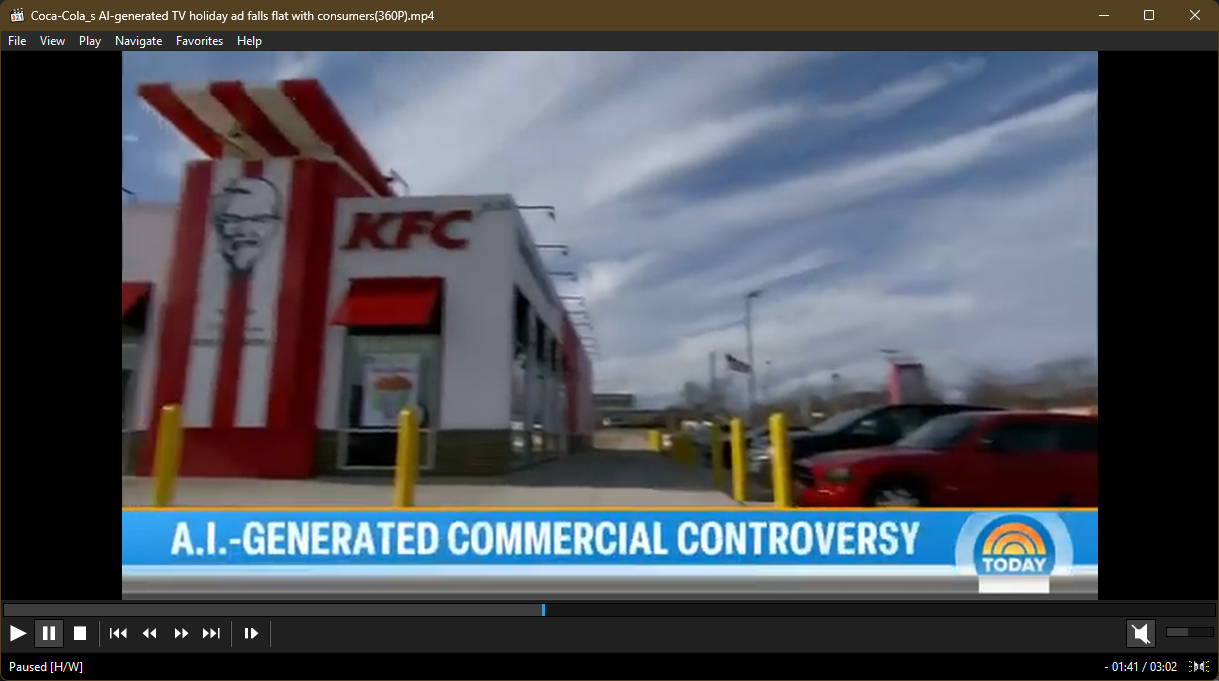 Coca-Cola_s AI-generated TV holiday ad falls flat with consumers(360P).mp4
File View Play Navigate Favorites Help
KFC
A.I.-GENERATED COMMERCIAL CONTROVERSY
TODAY
Paused [H/W]
- 01:41 / 03:02